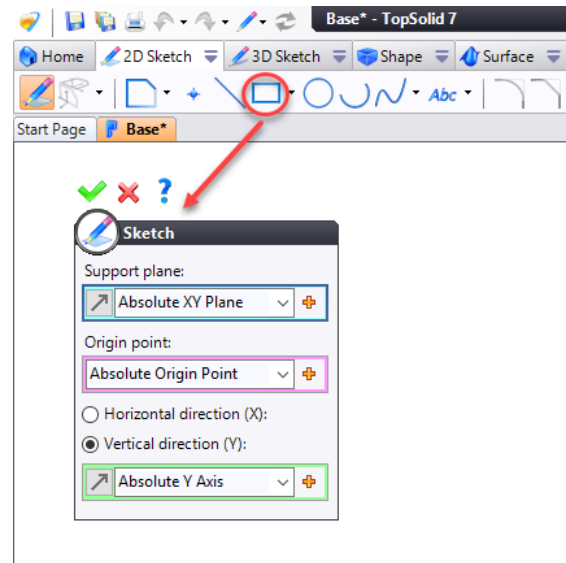 Base* - TopSolid 7
Home 2D Sketch 3D Sketch Shape Surface
Abc
Start Page Base*
?
Sketch
Support plane:
Absolute XY Plane
Origin point:
Absolute Origin Point
Horizontal direction (X):
Vertical direction (Y):
Absolute Y Axis